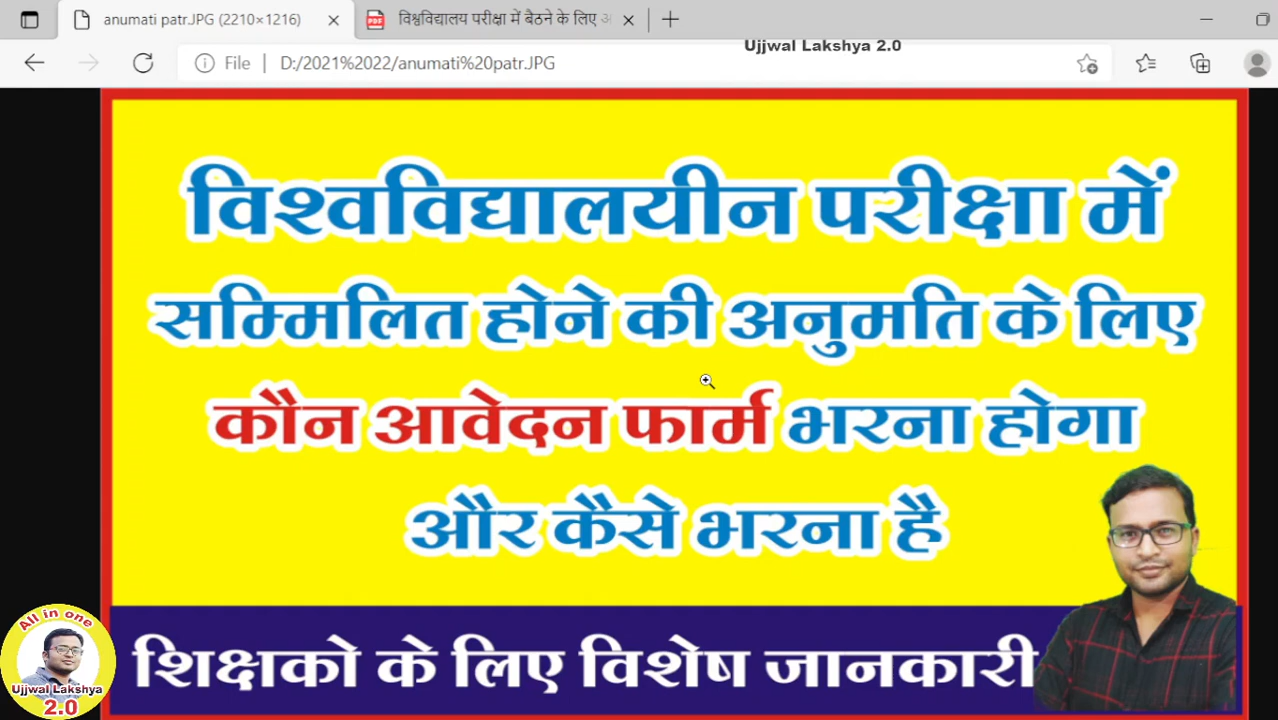 anumati patr.JPG (2210×1216)
विश्वविद्यालय परीक्षा में बैठने के लिए
Ujjwal Lakshya 2.0
File
D:/2021%2022/anumati%20patr.JPG
विश्वविद्यालयीन परीक्षा में
सम्मिलित होने की अनुमति के लिए
कौन आवेदन फार्म भरना होगा
और कैसे भरना है
शिक्षको के लिए विशेष जानकारी
All in one
Ujjwal Lakshya
2.0